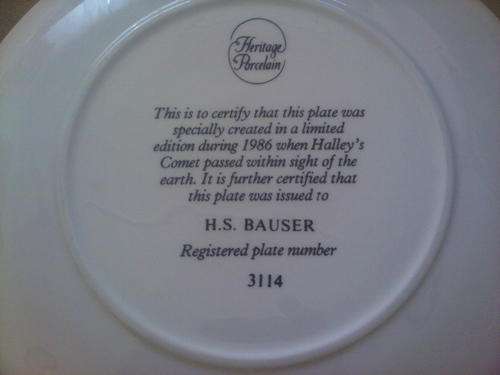 Heritage
Porcelain
This is to certify that this plate was
specially created in a limited
edition during 1986 when Halley's
Comet passed within sight of the
earth. It is further certified that
this plate was issued to
H.S. BAUSER
Registered plate number
3114